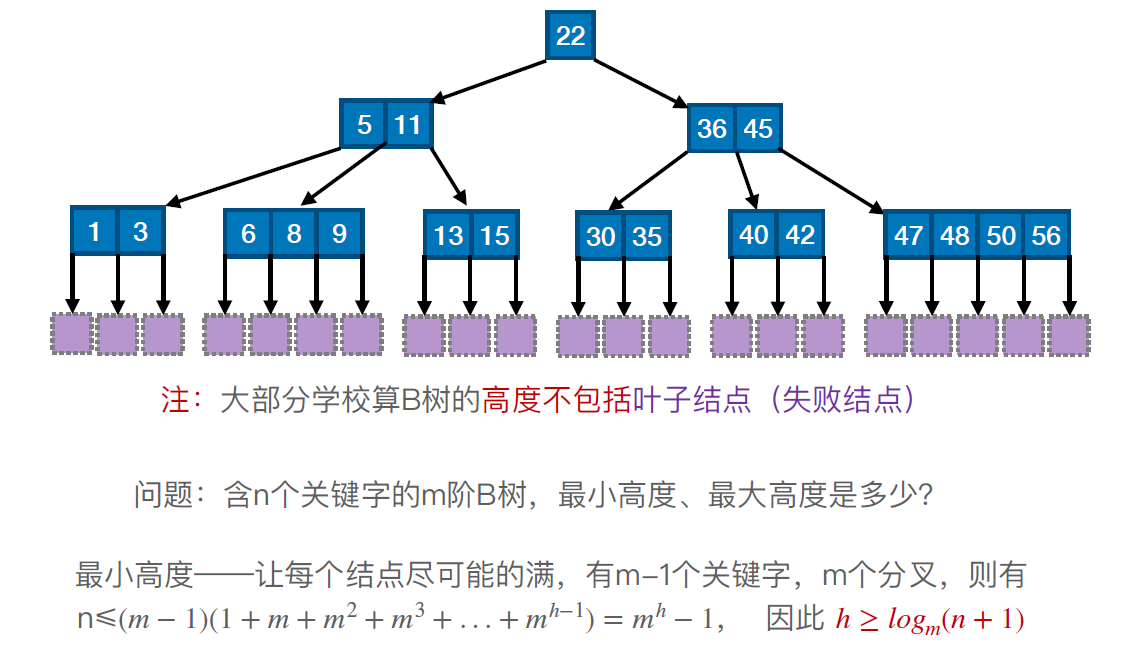 22
5 11
36 45
1 3
6 8 9
13 15
30 35
40 42
47 48 50 56
注：大部分学校算B树的高度不包括叶子结点（失败结点）
问题：含n个关键字的m阶B树，最小高度、最大高度是多少？
最小高度——让每个结点尽可能的满，有m–1个关键字，m个分叉，则有
n≤(m − 1)(1 + m + m² + m³ + . . . + mʰ⁻¹) = mʰ − 1， 因此 h ≥ logₘ(n + 1)